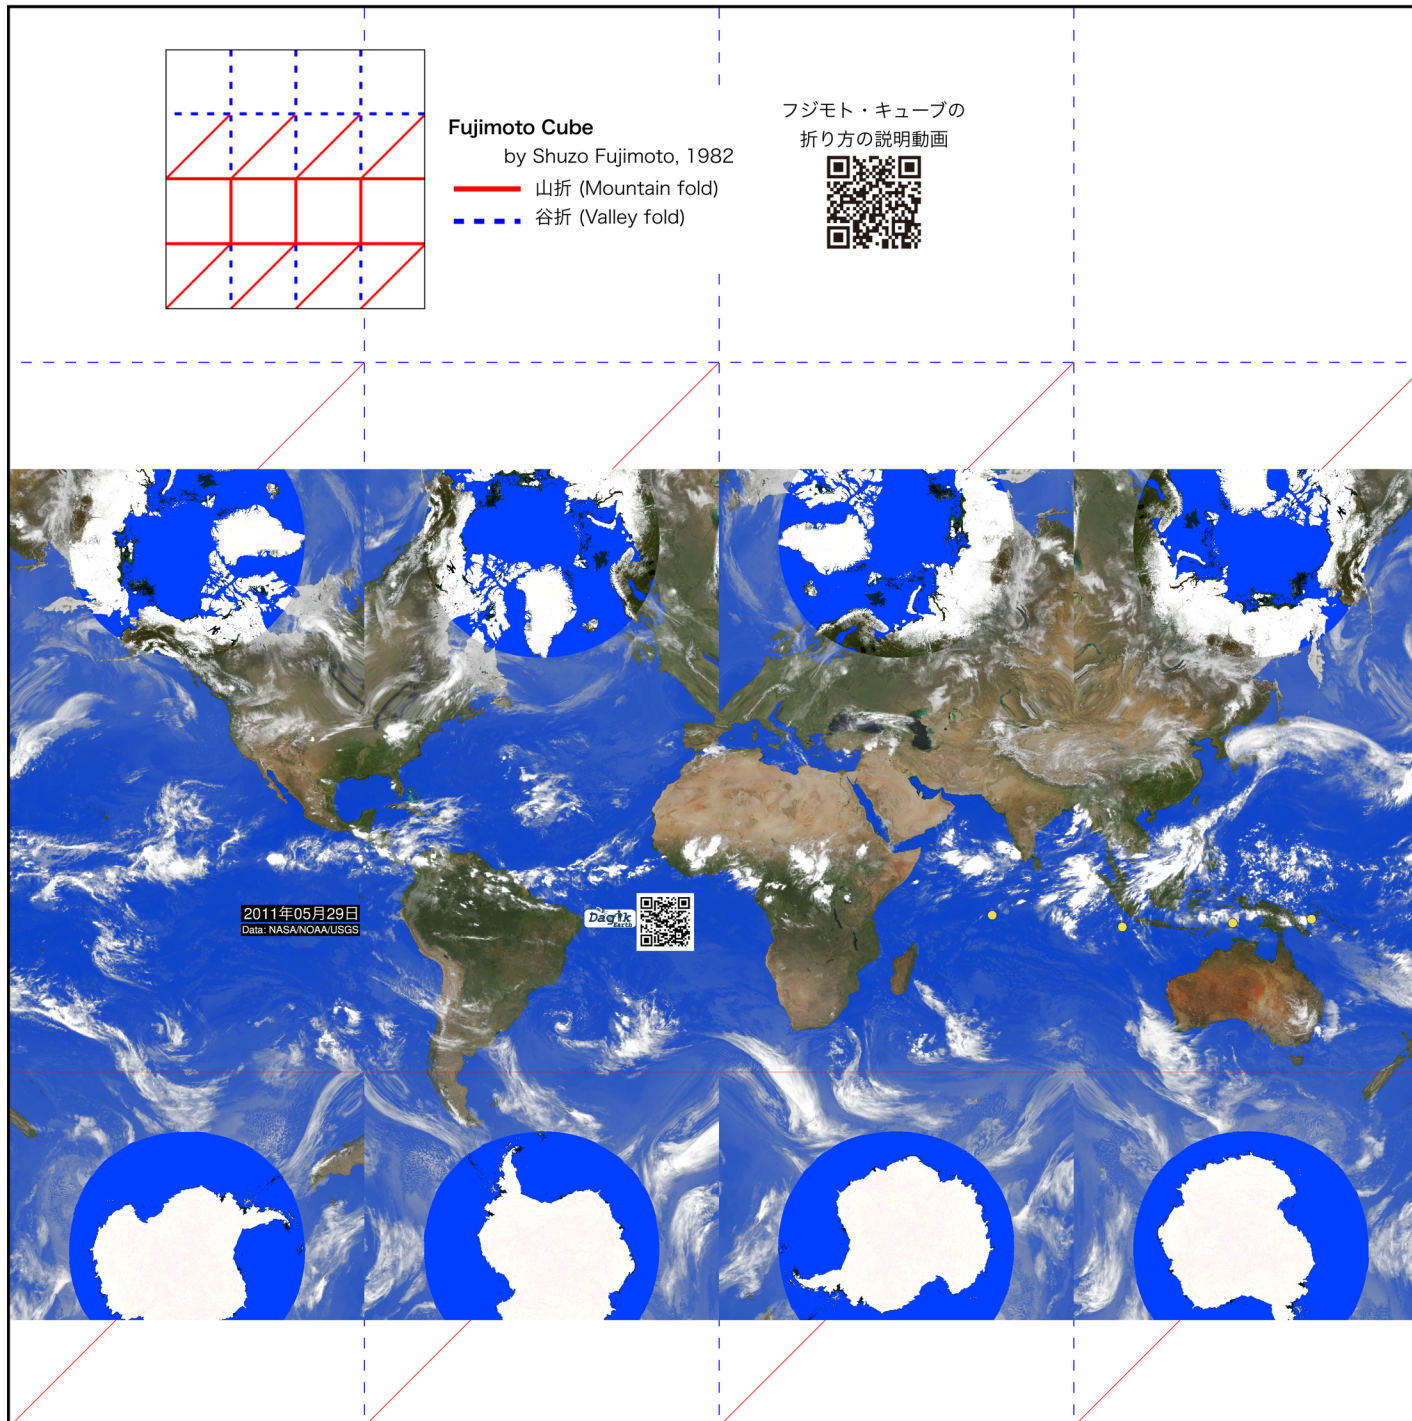 Fujimoto Cube
by Shuzo Fujimoto, 1982
山折 (Mountain fold)
谷折 (Valley fold)
フジモト・キューブの
折り方の説明動画
2011年05月29日
Data: NASA/NOAA/USGS
Dagik
Earth